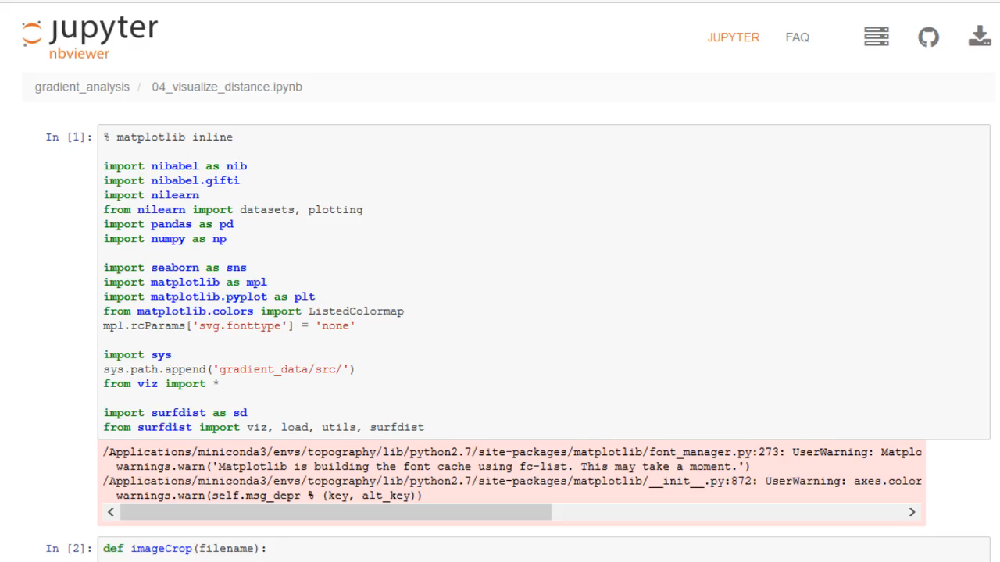 jupyter
nbviewer
JUPYTER FAQ
gradient_analysis / 04_visualize_distance.ipynb
In [1]: % matplotlib inline
import nibabel as nib
import nibabel.gifti
import nilearn
from nilearn import datasets, plotting
import pandas as pd
import numpy as np
import seaborn as sns
import matplotlib as mpl
import matplotlib.pyplot as plt
from matplotlib.colors import ListedColormap
mpl.rcParams['svg.fonttype'] = 'none'
import sys
sys.path.append('gradient_data/src/')
from viz import *
import surfdist as sd
from surfdist import viz, load, utils, surfdist
/Applications/miniconda3/envs/topography/lib/python2.7/site-packages/matplotlib/font_manager.py:273: UserWarning: Matplo
warnings.warn('Matplotlib is building the font cache using fc-list. This may take a moment.')
/Applications/miniconda3/envs/topography/lib/python2.7/site-packages/matplotlib/__init__.py:872: UserWarning: axes.color
warnings.warn(self.msg_depr % (key, alt_key))
In [2]: def imageCrop(filename):